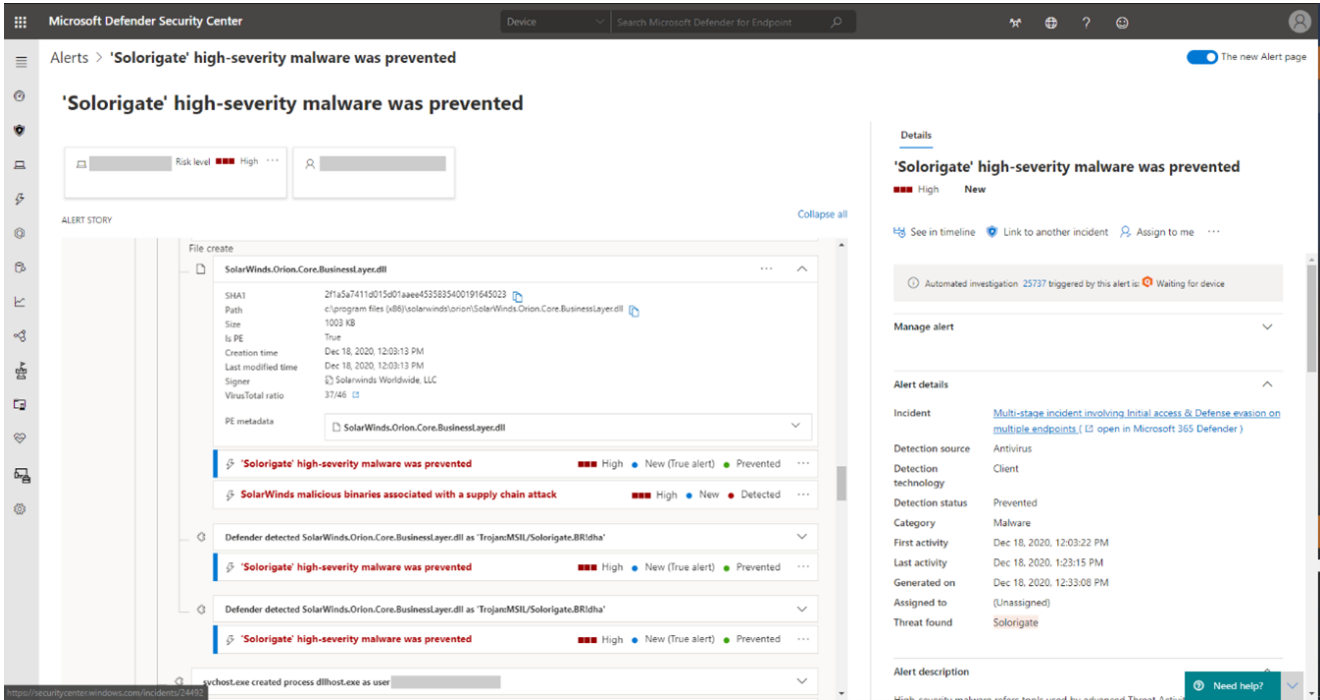 Microsoft Defender Security Center
Device
Search Microsoft Defender for Endpoint
Alerts > 'Solorigate' high-severity malware was prevented
The new Alert page
'Solorigate' high-severity malware was prevented
Risk level High ...
ALERT STORY
Collapse all
File create
SolarWinds.Orion.Core.BusinessLayer.dll ...
SHA1 2f1a5a7411d015d01aaee4535835400191645023
Path c:\program files (x86)\solarwinds\orion\SolarWinds.Orion.Core.BusinessLayer.dll
Size 1003 KB
Is PE True
Creation time Dec 18, 2020, 12:03:13 PM
Last modified time Dec 18, 2020, 12:03:13 PM
Signer Solarwinds Worldwide, LLC
VirusTotal ratio 37/46
PE metadata SolarWinds.Orion.Core.BusinessLayer.dll
'Solorigate' high-severity malware was prevented High New (True alert) Prevented ...
SolarWinds malicious binaries associated with a supply chain attack High New Detected ...
Defender detected SolarWinds.Orion.Core.BusinessLayer.dll as 'Trojan:MSIL/Solorigate.BR!dha'
'Solorigate' high-severity malware was prevented High New (True alert) Prevented ...
Defender detected SolarWinds.Orion.Core.BusinessLayer.dll as 'Trojan:MSIL/Solorigate.BR!dha'
'Solorigate' high-severity malware was prevented High New (True alert) Prevented ...
svchost.exe created process dllhost.exe as user
https://securitycenter.windows.com/incidents/24492
Details
'Solorigate' high-severity malware was prevented
High New
See in timeline Link to another incident Assign to me ...
Automated investigation 25737 triggered by this alert is: Waiting for device
Manage alert
Alert details
Incident Multi-stage incident involving Initial access & Defense evasion on
multiple endpoints ( open in Microsoft 365 Defender )
Detection source Antivirus
Detection Client
technology
Detection status Prevented
Category Malware
First activity Dec 18, 2020, 12:03:22 PM
Last activity Dec 18, 2020, 1:23:15 PM
Generated on Dec 18, 2020, 12:33:08 PM
Assigned to (Unassigned)
Threat found Solorigate
Alert description
Need help?
High-severity malware refers tools used by advanced Threat